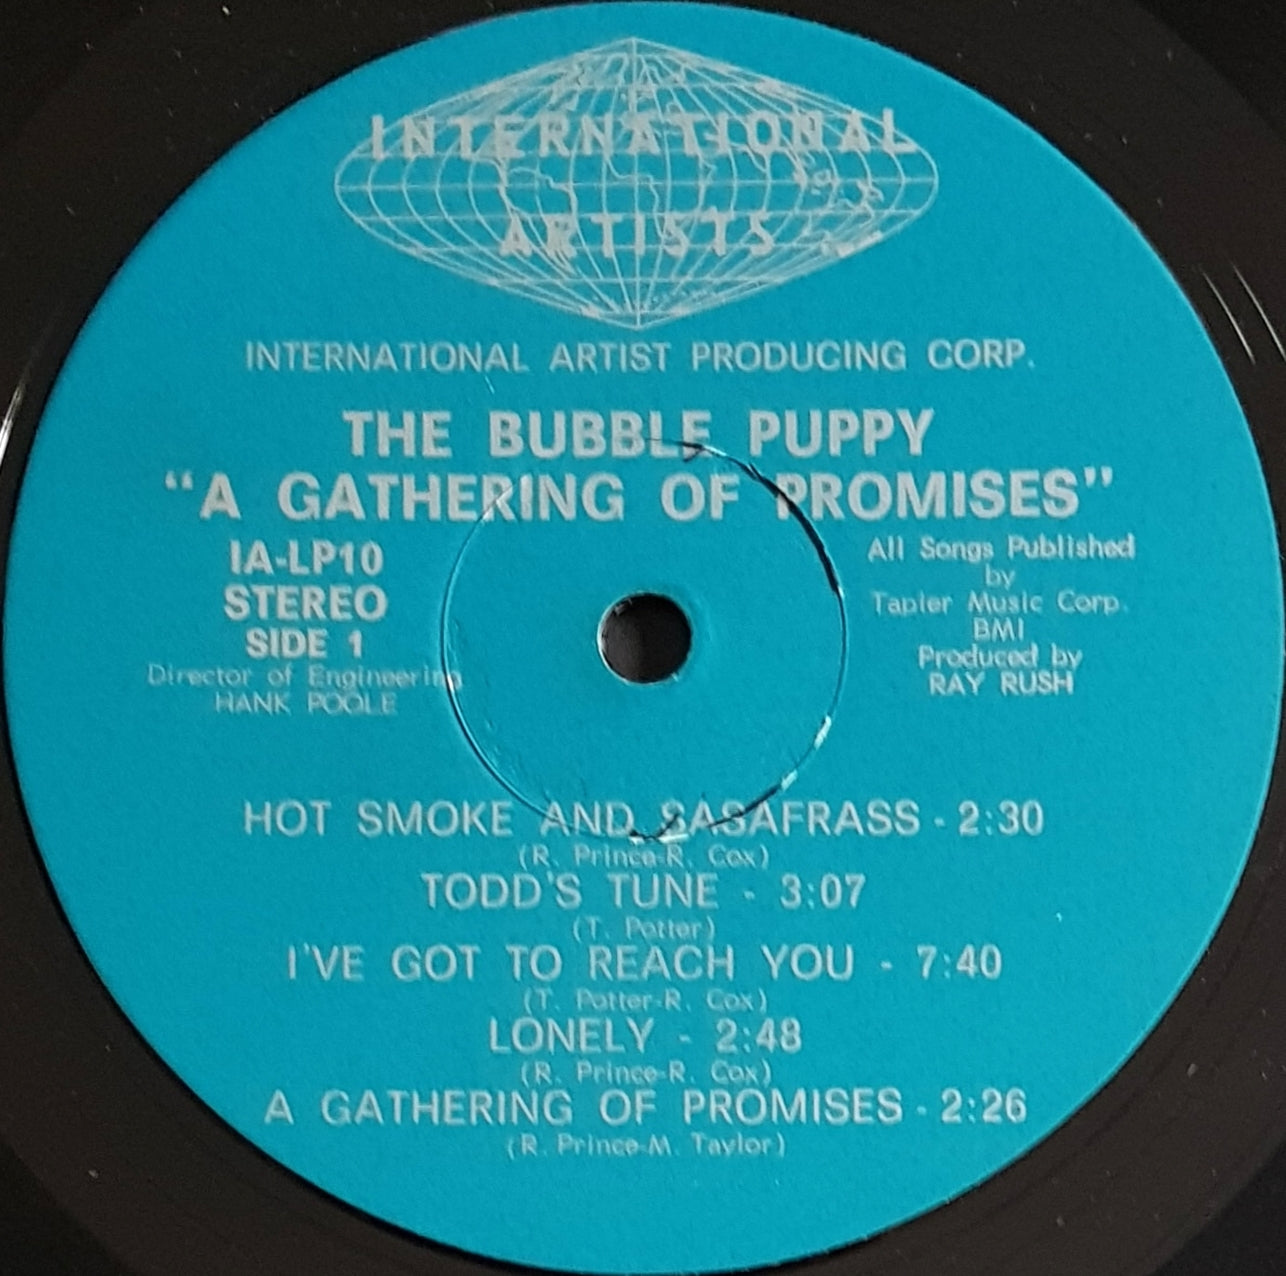 INTERNATIONAL
ARTISTS
INTERNATIONAL ARTIST PRODUCING CORP.
THE BUBBLE PUPPY
"A GATHERING OF PROMISES"
IA-LP10
STEREO
SIDE 1
Director of Engineering
HANK POOLE
All Songs Published
by
Tapier Music Corp.
BMI
Produced by
RAY RUSH
HOT SMOKE AND SASAFRASS - 2:30
(R. Prince-R. Cox)
TODD'S TUNE - 3:07
(T. Potter)
I'VE GOT TO REACH YOU - 7:40
(T. Potter-R. Cox)
LONELY - 2:48
(R. Prince-R. Cox)
A GATHERING OF PROMISES - 2:26
(R. Prince-M. Taylor)